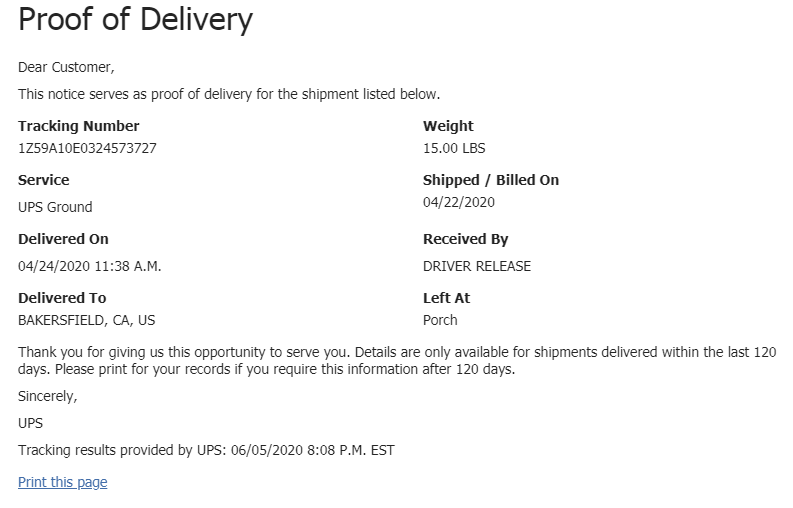 Proof of Delivery
Dear Customer,
This notice serves as proof of delivery for the shipment listed below.
Tracking Number
1Z59A10E0324573727
Weight
15.00 LBS
Service
UPS Ground
Shipped / Billed On
04/22/2020
Delivered On
04/24/2020 11:38 A.M.
Received By
DRIVER RELEASE
Delivered To
BAKERSFIELD, CA, US
Left At
Porch
Thank you for giving us this opportunity to serve you. Details are only available for shipments delivered within the last 120
days. Please print for your records if you require this information after 120 days.
Sincerely,
UPS
Tracking results provided by UPS: 06/05/2020 8:08 P.M. EST
Print this page